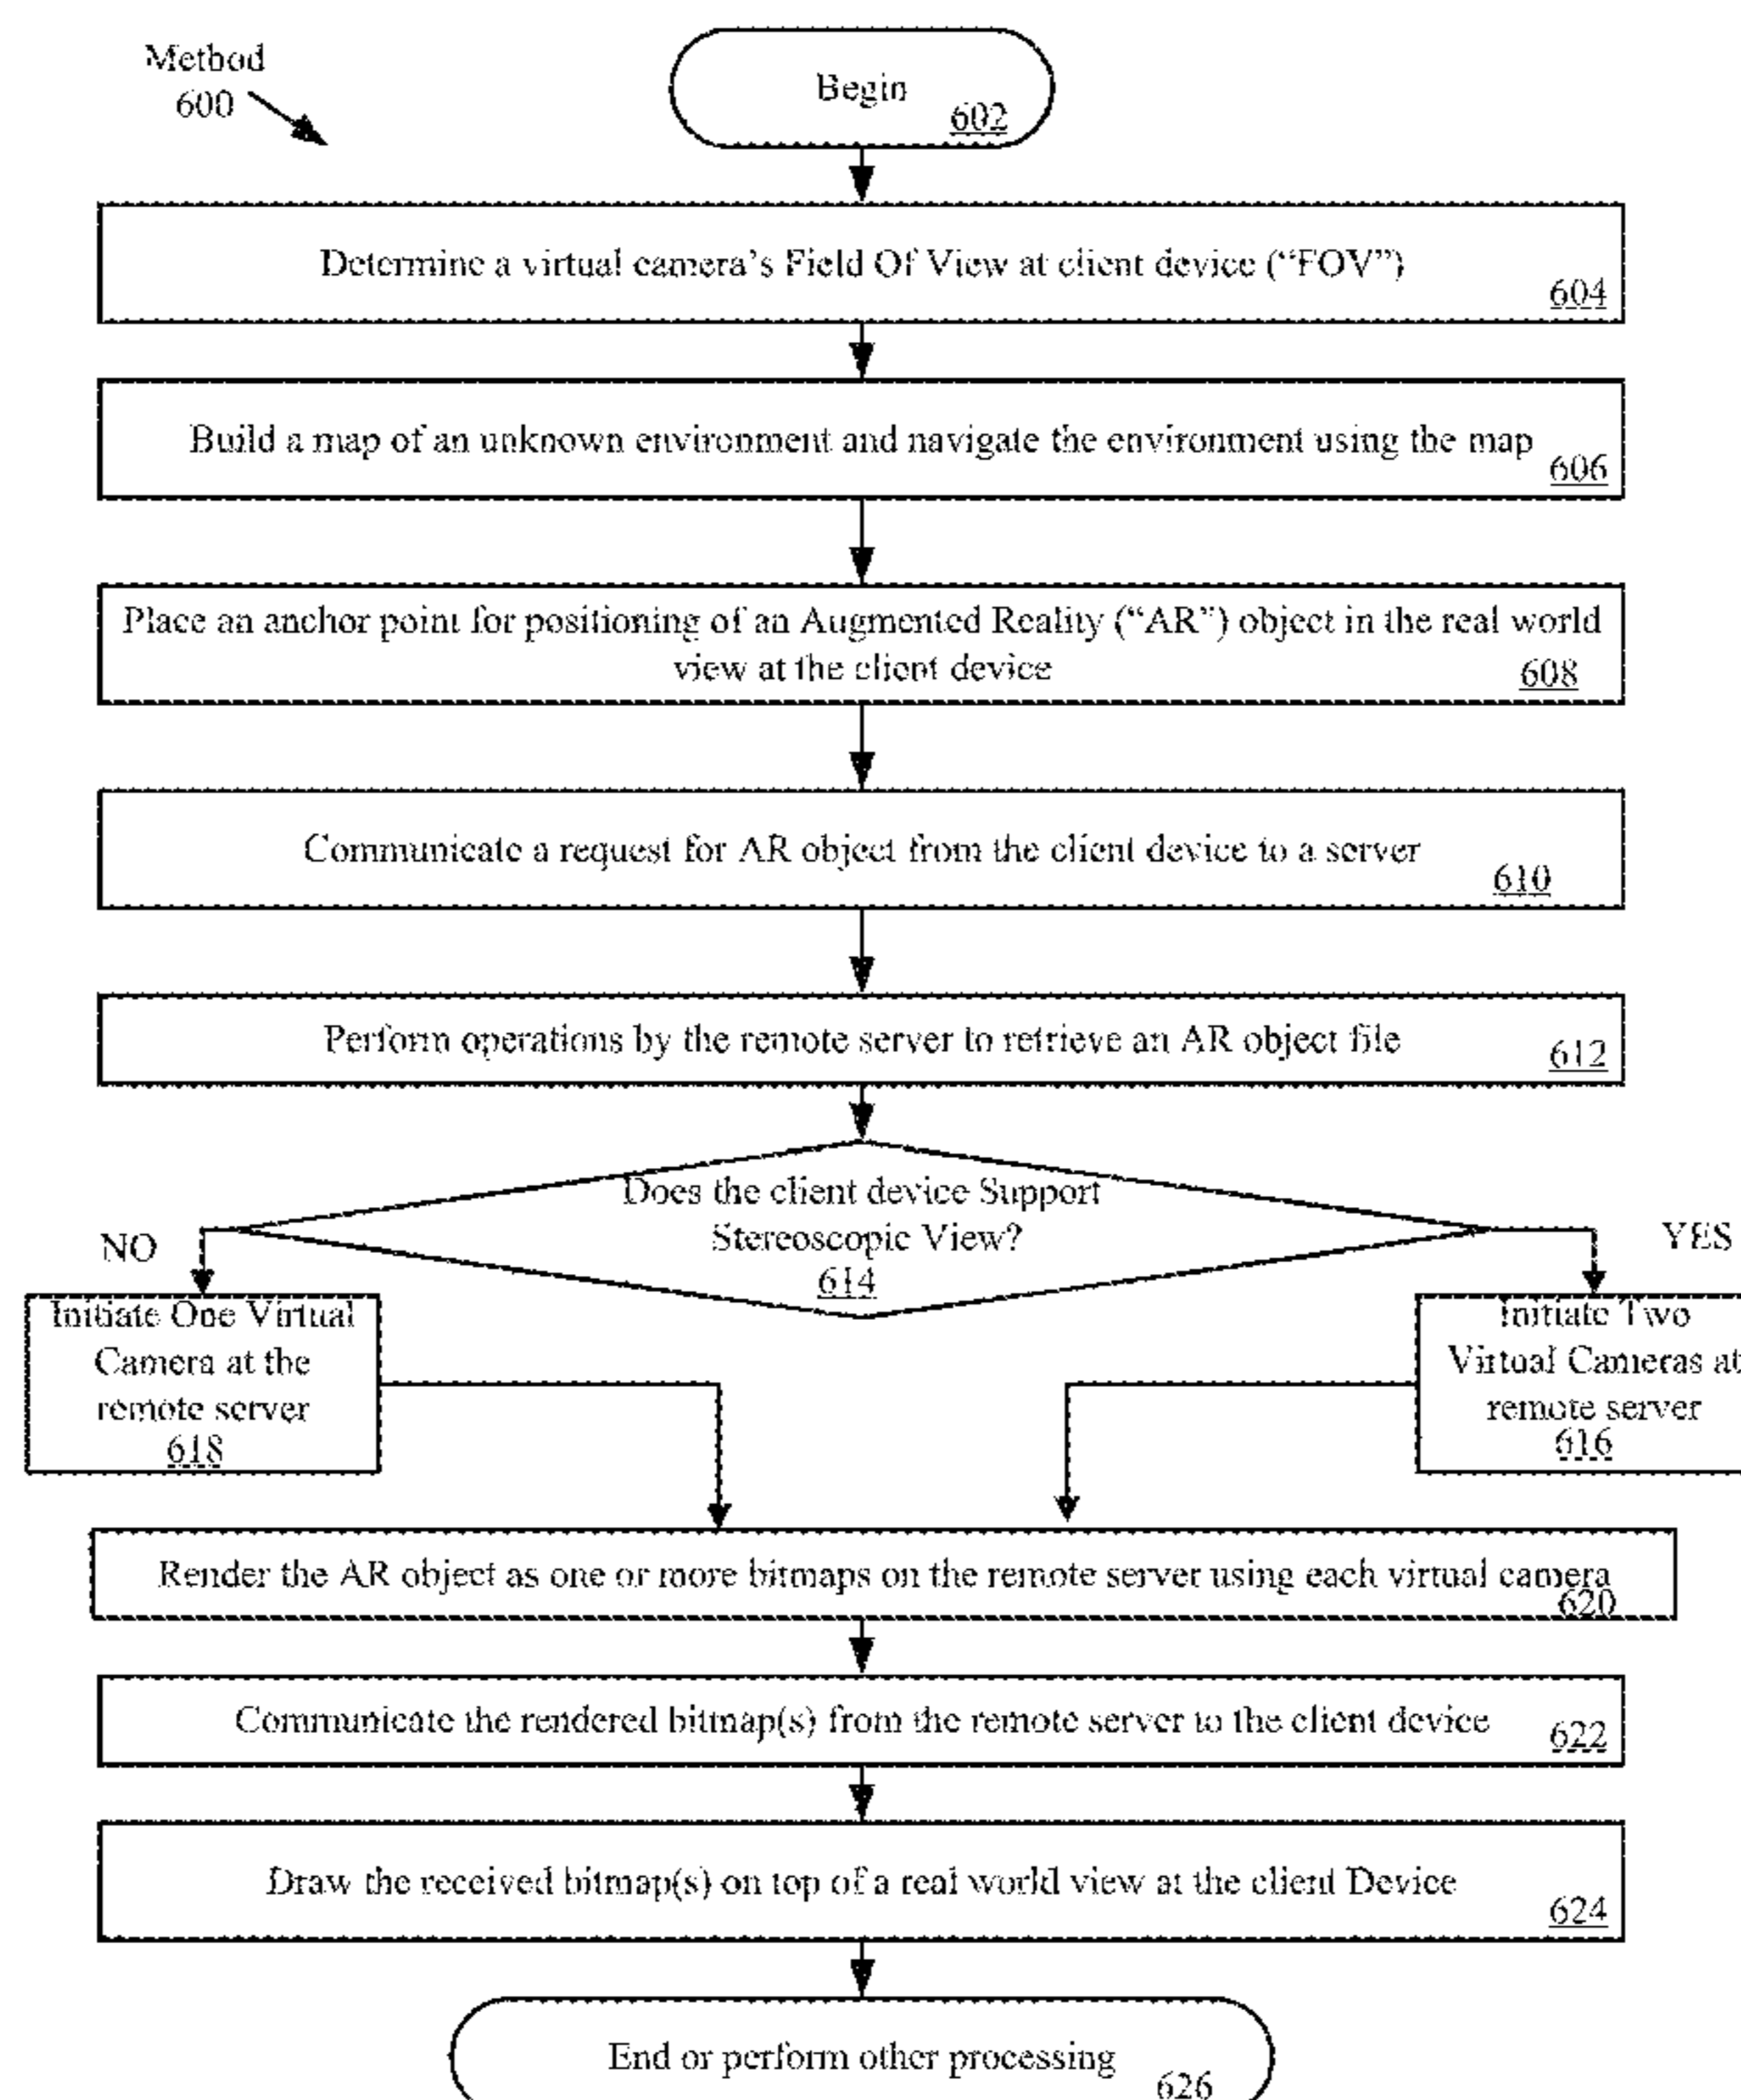 Method
600
Begin
602
Determine a virtual camera's Field Of View at client device (“FOV”)
604
Build a map of an unknown environment and navigate the environment using the map
606
Place an anchor point for positioning of an Augmented Reality (“AR”) object in the real world
view at the client device
608
Communicate a request for AR object from the client device to a server
610
Perform operations by the remote server to retrieve an AR object file
612
Does the client device Support
Stereoscopic View?
614
NO
YES
Initiate One Virtual
Camera at the
remote server
618
Initiate Two
Virtual Cameras at
remote server
616
Render the AR object as one or more bitmaps on the remote server using each virtual camera
620
Communicate the rendered bitmap(s) from the remote server to the client device
622
Draw the received bitmap(s) on top of a real world view at the client Device
624
End or perform other processing
626